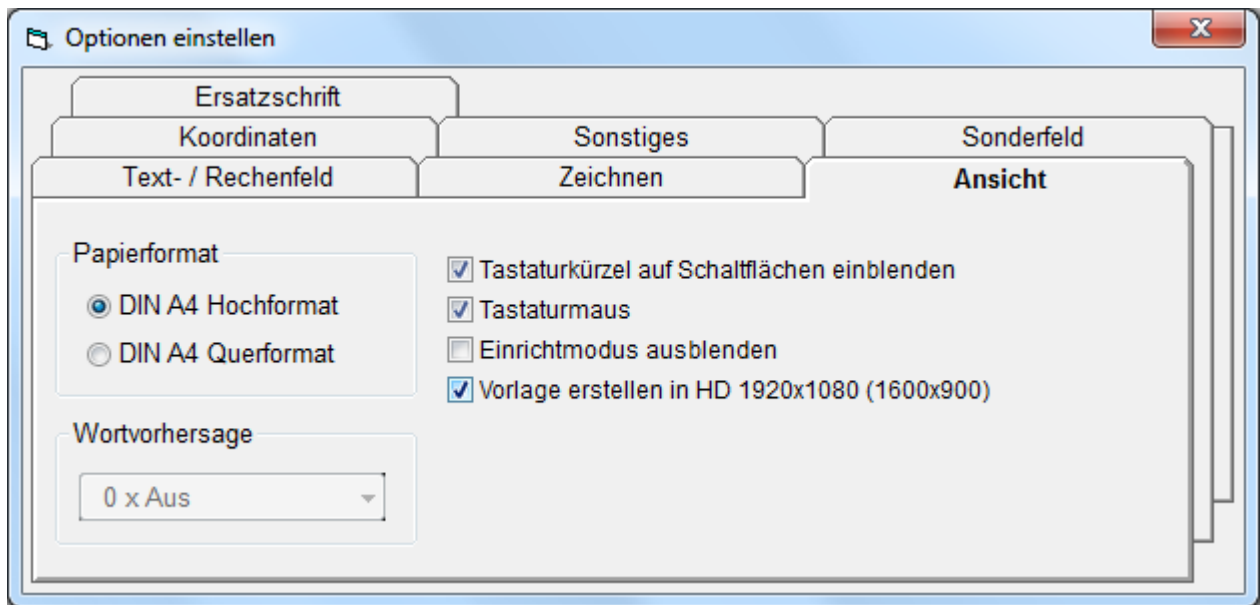 Optionen einstellen
Ersatzschrift
Koordinaten
Sonstiges
Sonderfeld
Text- / Rechenfeld
Zeichnen
Ansicht
Papierformat
DIN A4 Hochformat
DIN A4 Querformat
Wortvorhersage
0 x Aus
Tastaturkürzel auf Schaltflächen einblenden
Tastaturmaus
Einrichtmodus ausblenden
Vorlage erstellen in HD 1920x1080 (1600x900)